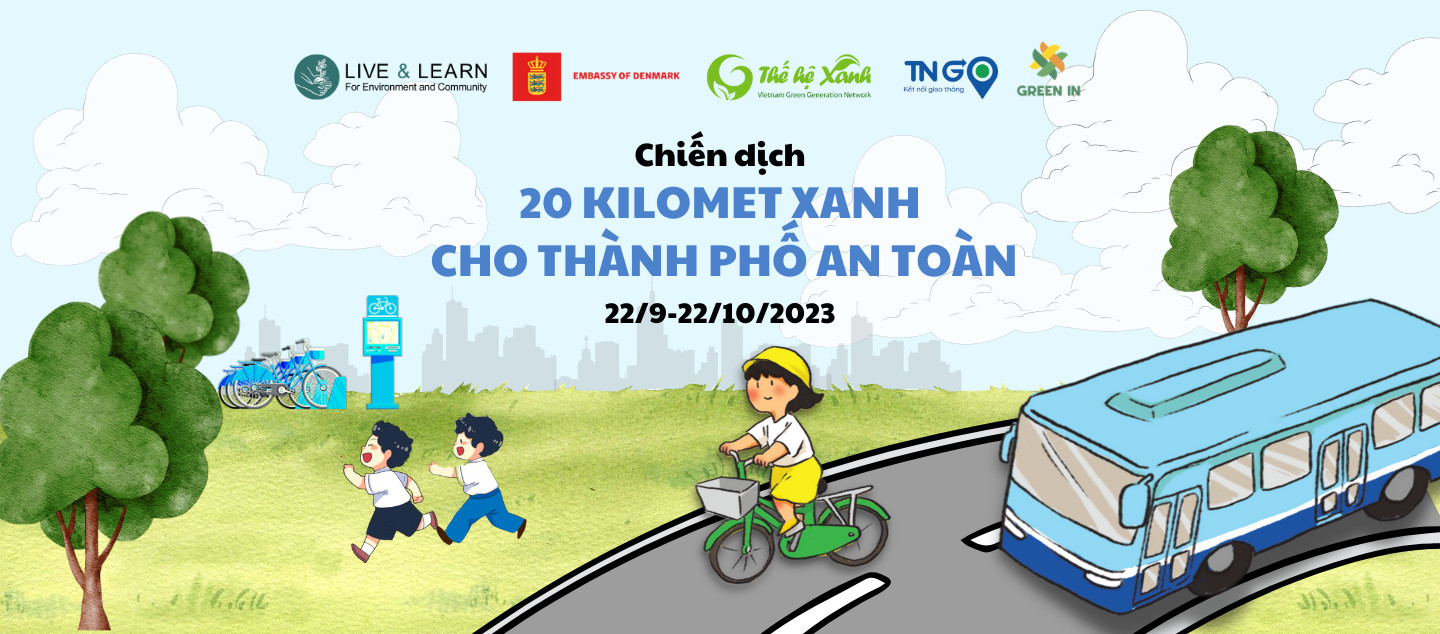 LIVE & LEARN
For Environment and Community
EMBASSY OF DENMARK
Thế hệ Xanh
Vietnam Green Generation Network
TNGO
Kết nối giao thông
GREEN IN
Chiến dịch
20 KILOMET XANH
CHO THÀNH PHỐ AN TOÀN
22/9-22/10/2023